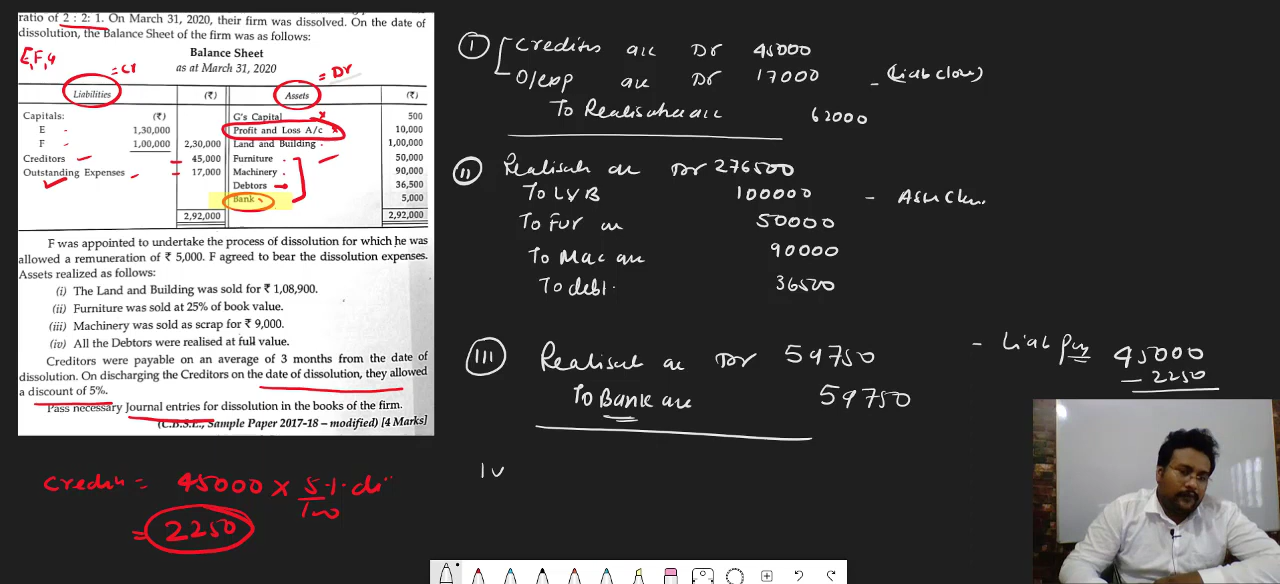 ratio of 2 : 2: 1. On March 31, 2020, their firm was dissolved. On the date of
dissolution, the Balance Sheet of the firm was as follows:
Balance Sheet
as at March 31, 2020
E, F, G
= Cr
= Dr
Liabilities (₹) Assets (₹)
Capitals: (₹) G's Capital 500
E 1,30,000 Profit and Loss A/c 10,000
F 1,00,000 2,30,000 Land and Building 1,00,000
Creditors 45,000 Furniture 50,000
Outstanding Expenses 17,000 Machinery 90,000
Debtors 36,500
Bank 5,000
2,92,000 2,92,000
F was appointed to undertake the process of dissolution for which he was
allowed a remuneration of ₹ 5,000. F agreed to bear the dissolution expenses.
Assets realized as follows:
(i) The Land and Building was sold for ₹ 1,08,900.
(ii) Furniture was sold at 25% of book value.
(iii) Machinery was sold as scrap for ₹ 9,000.
(iv) All the Debtors were realised at full value.
Creditors were payable on an average of 3 months from the date of
dissolution. On discharging the Creditors on the date of dissolution, they allowed
a discount of 5%.
Pass necessary Journal entries for dissolution in the books of the firm.
(C.B.S.E., Sample Paper 2017-18 – modified) [4 Marks]
= 45000 × 5%
100
= 2250
I Creditors a/c Dr 45000
O/exp a/c Dr 17000
To Realisation a/c 62000
II Dr 276500
To L & B 100000
To Fur 50000
To Mac 90000
To debt. 36500
III Dr 59750
To Bank 59750
- Liab Pay 45000
- 2250
IV